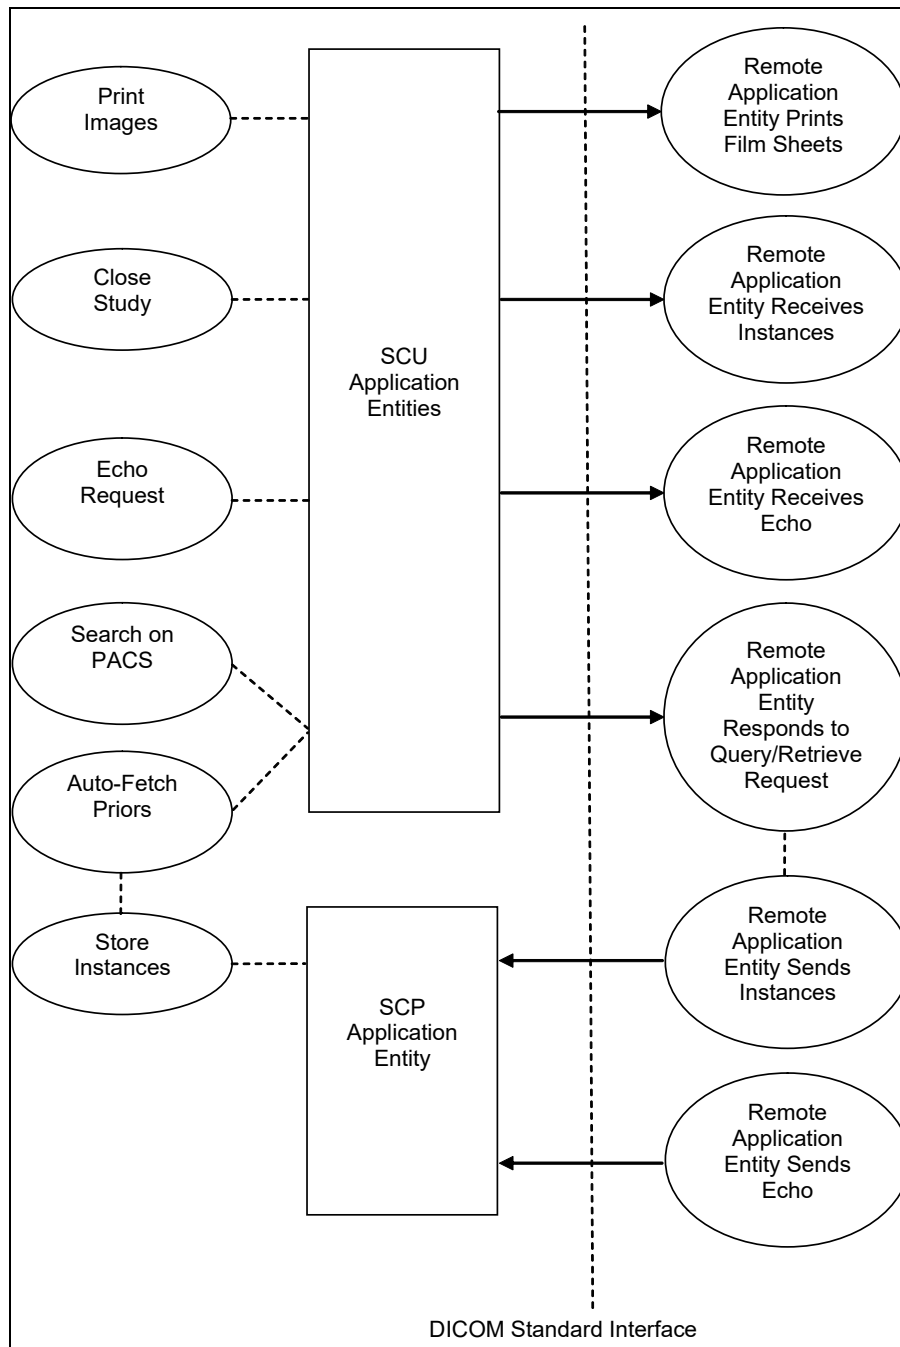 Print
Images
Close
Study
Echo
Request
Search on
PACS
Auto-Fetch
Priors
Store
Instances
SCU
Application
Entities
SCP
Application
Entity
Remote
Application
Entity Prints
Film Sheets
Remote
Application
Entity Receives
Instances
Remote
Application
Entity Receives
Echo
Remote
Application
Entity
Responds to
Query/Retrieve
Request
Remote
Application
Entity Sends
Instances
Remote
Application
Entity Sends
Echo
DICOM Standard Interface